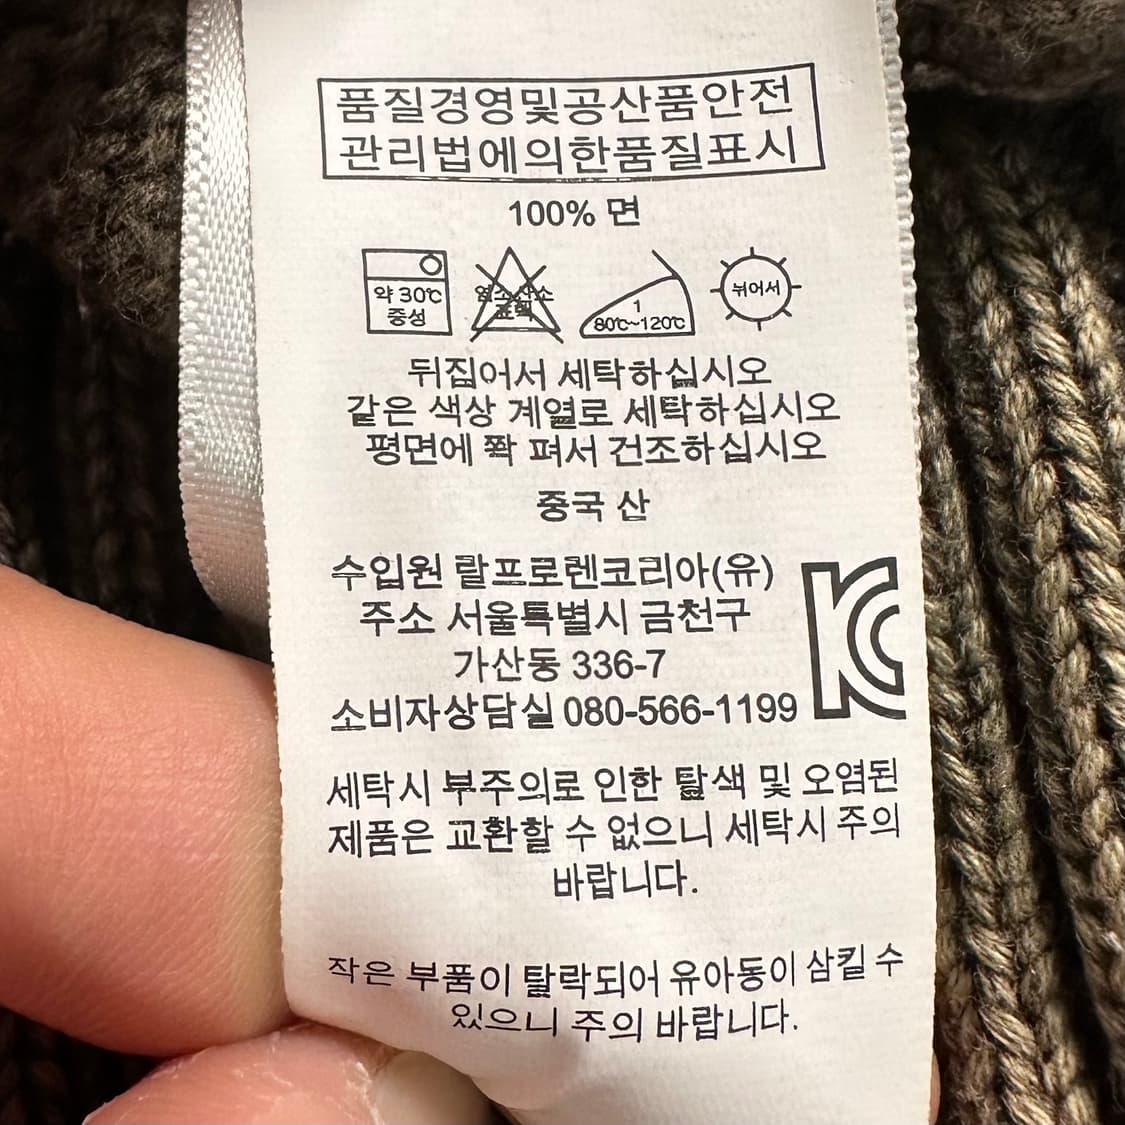 품질경영및공산품안전
관리법에의한품질표시
100% 면
약 30℃
중성
염소산소
표백
1
80℃~120℃
뉘어서
뒤집어서 세탁하십시오
같은 색상 계열로 세탁하십시오
평면에 쫙 펴서 건조하십시오
중국 산
수입원 랄프로렌코리아(유)
주소 서울특별시 금천구
가산동 336-7
소비자상담실 080-566-1199
KC
세탁시 부주의로 인한 탈색 및 오염된
제품은 교환할 수 없으니 세탁시 주의
바랍니다.
작은 부품이 탈락되어 유아동이 삼킬 수
있으니 주의 바랍니다.